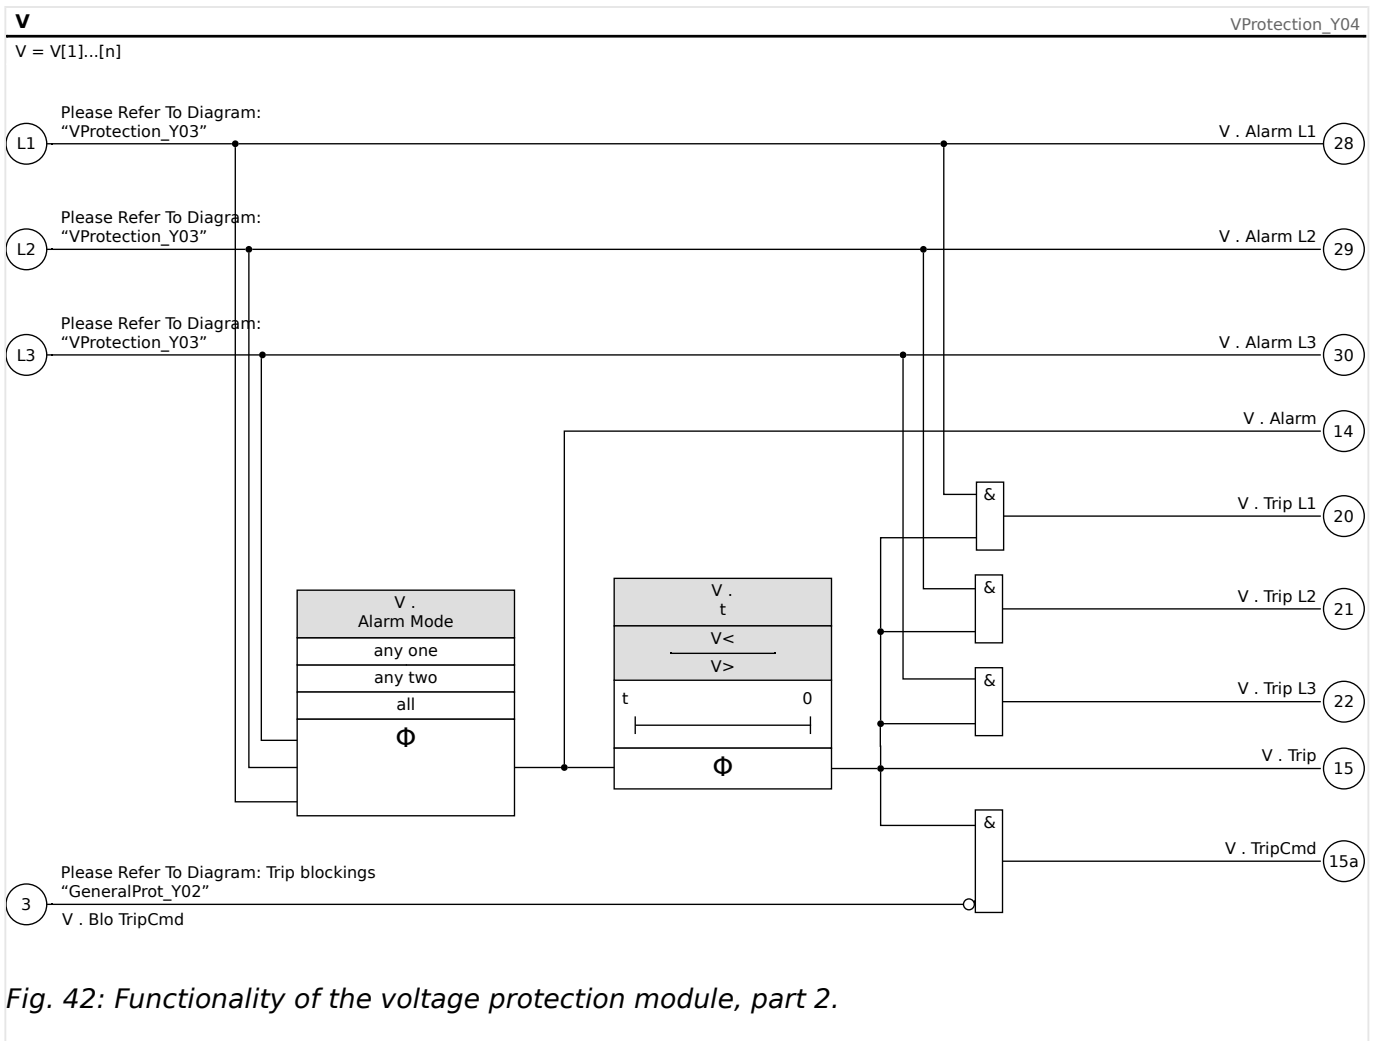 V
VProtection_Y04
V = V[1]...[n]
Please Refer To Diagram:
“VProtection_Y03”
L1
V . Alarm L1
28
Please Refer To Diagram:
“VProtection_Y03”
L2
V . Alarm L2
29
Please Refer To Diagram:
“VProtection_Y03”
L3
V . Alarm L3
30
V . Alarm
14
&
V . Trip L1
20
&
V . Trip L2
21
&
V . Trip L3
22
V .
Alarm Mode
any one
any two
all
Φ
V .
t
V<
V>
t 0
Φ
V . Trip
15
&
V . TripCmd
15a
Please Refer To Diagram: Trip blockings
“GeneralProt_Y02”
3
V . Blo TripCmd
Fig. 42: Functionality of the voltage protection module, part 2.